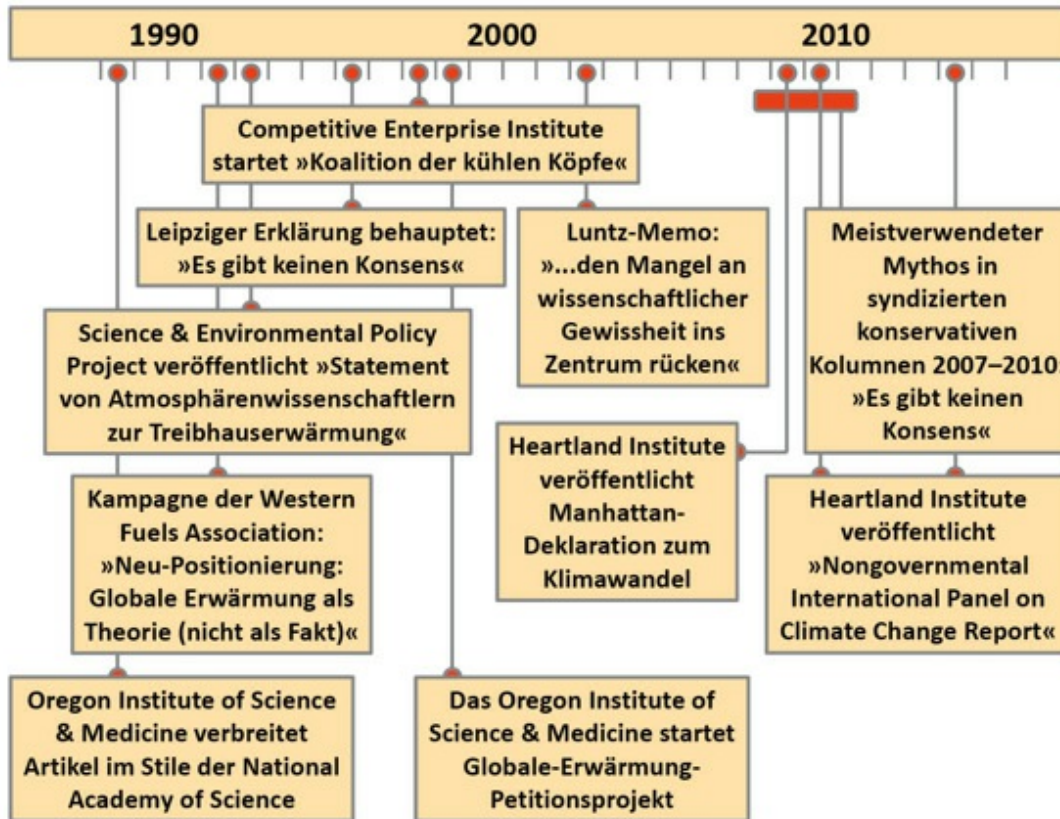 1990 2000 2010
Competitive Enterprise Institute
startet »Koalition der kühlen Köpfe«
Leipziger Erklärung behauptet:
»Es gibt keinen Konsens«
Luntz-Memo:
»...den Mangel an
wissenschaftlicher
Gewissheit ins
Zentrum rücken«
Meistverwendeter
Mythos in
syndizierten
konservativen
Kolumnen 2007–2010:
»Es gibt keinen
Konsens«
Science & Environmental Policy
Project veröffentlicht »Statement
von Atmosphärenwissenschaftlern
zur Treibhauserwärmung«
Heartland Institute
veröffentlicht
Manhattan-
Deklaration zum
Klimawandel
Kampagne der Western
Fuels Association:
»Neu-Positionierung:
Globale Erwärmung als
Theorie (nicht als Fakt)«
Heartland Institute
veröffentlicht
»Nongovernmental
International Panel on
Climate Change Report«
Oregon Institute of Science
& Medicine verbreitet
Artikel im Stile der National
Academy of Science
Das Oregon Institute of
Science & Medicine startet
Globale-Erwärmung-
Petitionsprojekt